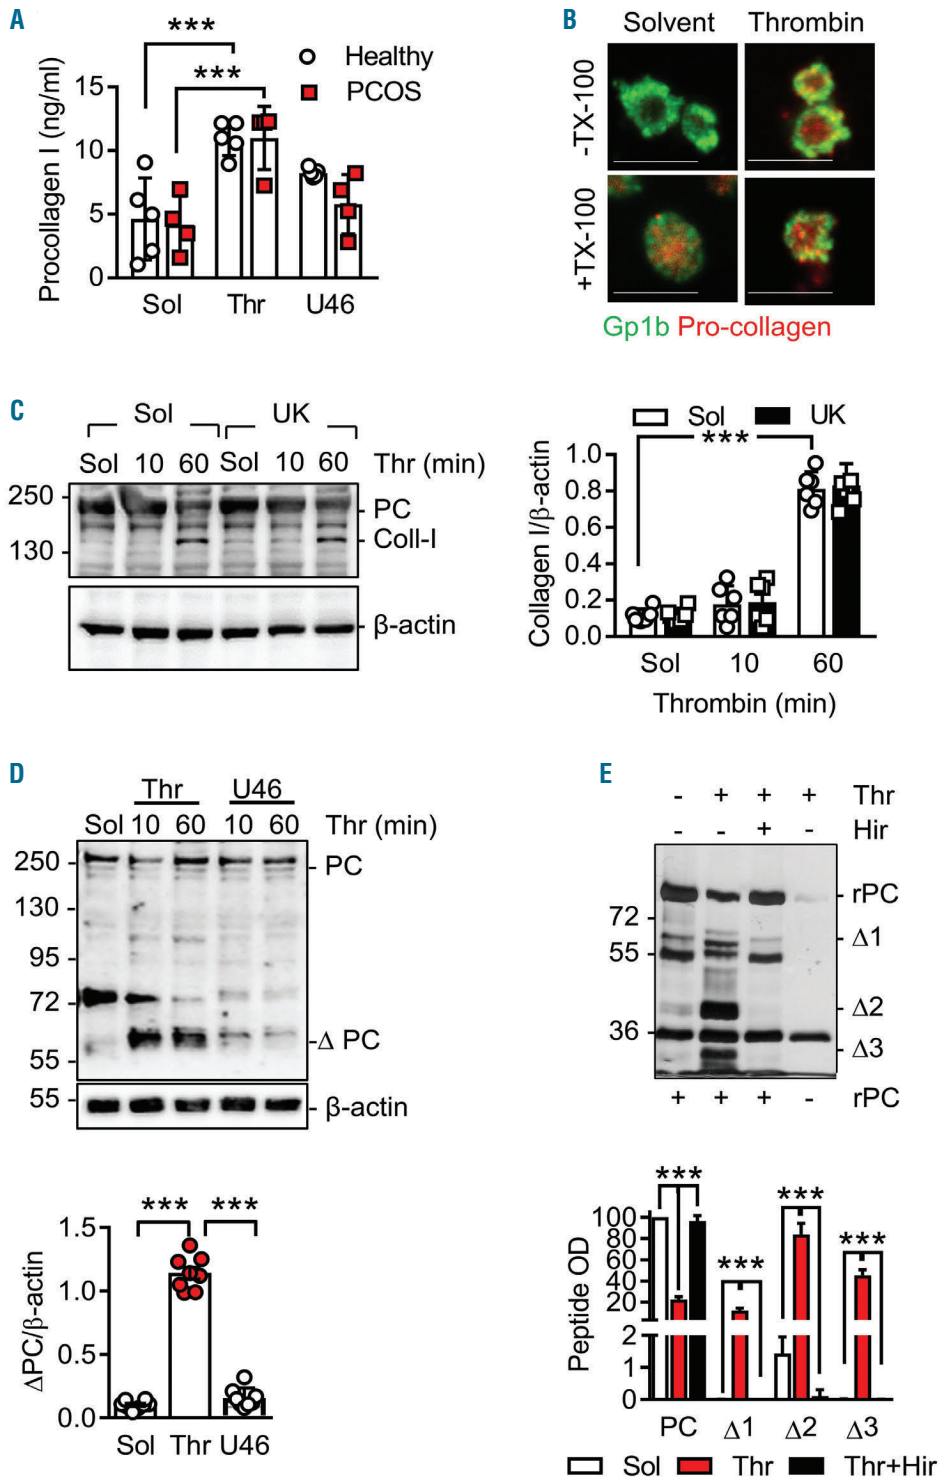 A
***
***
Healthy
PCOS
Procollagen I (ng/ml)
15
10
5
0
Sol Thr U46
B
Solvent Thrombin
-TX-100
+TX-100
Gp1b Pro-collagen
C
Sol UK
Sol 10 60 Sol 10 60 Thr (min)
250
130
PC
Coll-I
β-actin
Sol UK
***
Collagen I/β-actin
1.0
0.8
0.6
0.4
0.2
0.0
Sol 10 60
Thrombin (min)
D
Thr U46
Sol 10 60 10 60 Thr (min)
250
130
95
72
55
PC
Δ PC
55
β-actin
*** ***
ΔPC/β-actin
1.5
1.0
0.5
0.0
Sol Thr U46
E
- + + + Thr
- - + - Hir
72
55
36
rPC
Δ1
Δ2
Δ3
+ + + - rPC
*** *** *** ***
Peptide OD
100
80
60
40
20
2
1
0
PC Δ1 Δ2 Δ3
Sol Thr Thr+Hir